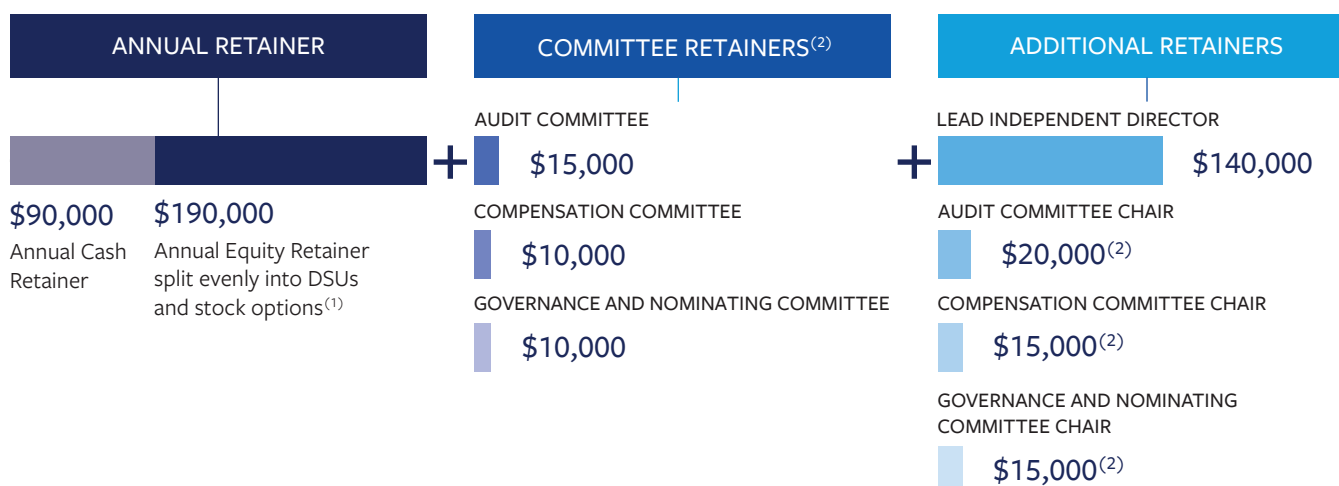 ANNUAL RETAINER
$90,000
Annual Cash
Retainer
$190,000
Annual Equity Retainer
split evenly into DSUs
and stock options(1)
+
COMMITTEE RETAINERS(2)
AUDIT COMMITTEE
$15,000
COMPENSATION COMMITTEE
$10,000
GOVERNANCE AND NOMINATING COMMITTEE
$10,000
+
ADDITIONAL RETAINERS
LEAD INDEPENDENT DIRECTOR
$140,000
AUDIT COMMITTEE CHAIR
$20,000(2)
COMPENSATION COMMITTEE CHAIR
$15,000(2)
GOVERNANCE AND NOMINATING
COMMITTEE CHAIR
$15,000(2)